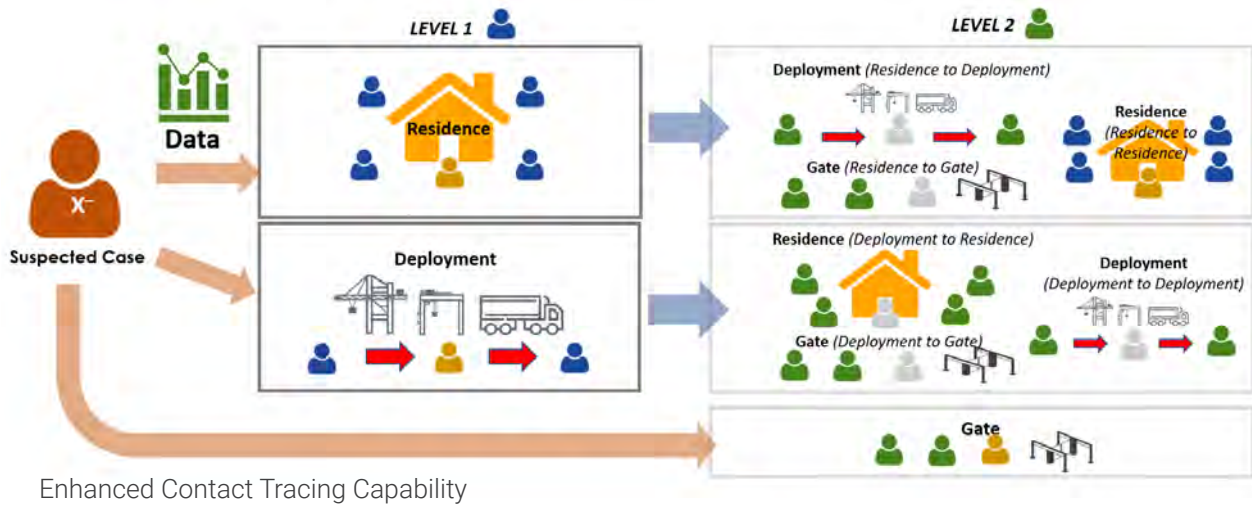 LEVEL 1
LEVEL 2
Data
X–
Suspected Case
Residence
Deployment
Deployment (Residence to Deployment)
Gate (Residence to Gate)
Residence
(Residence to
Residence)
Residence (Deployment to Residence)
Gate (Deployment to Gate)
Deployment
(Deployment to Deployment)
Gate
Enhanced Contact Tracing Capability